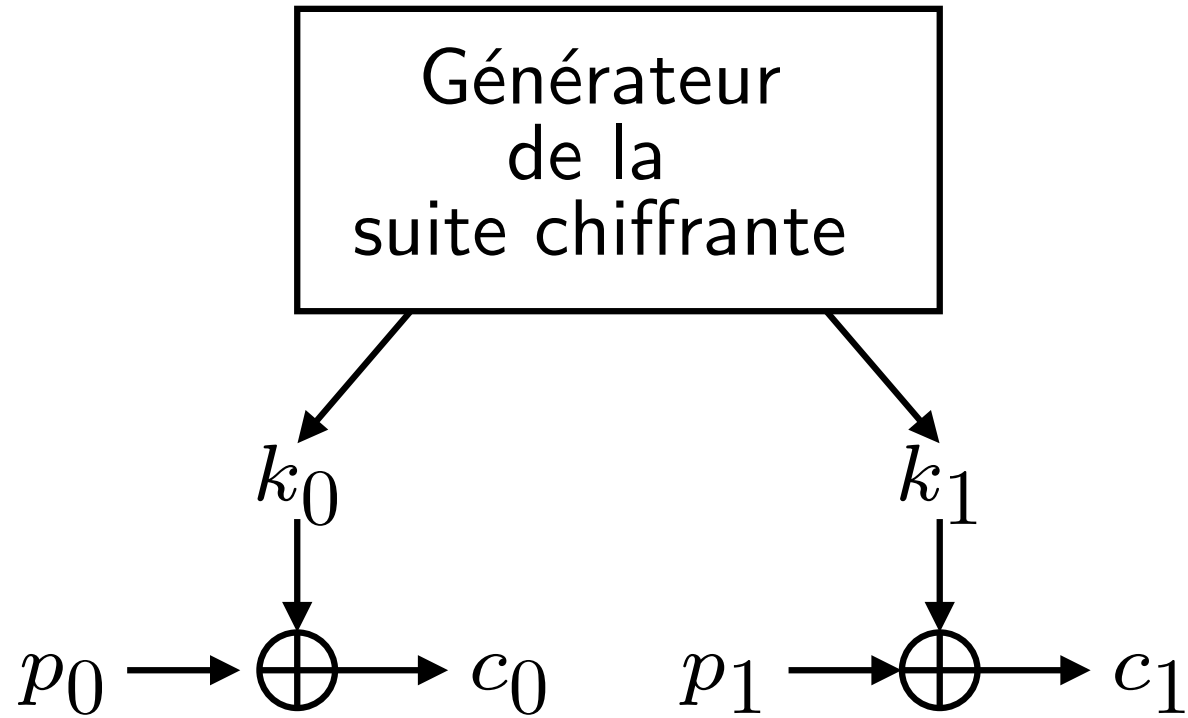 Générateur
de la
suite chiffrante
k₀ k₁
p₀ c₀ p₁ c₁